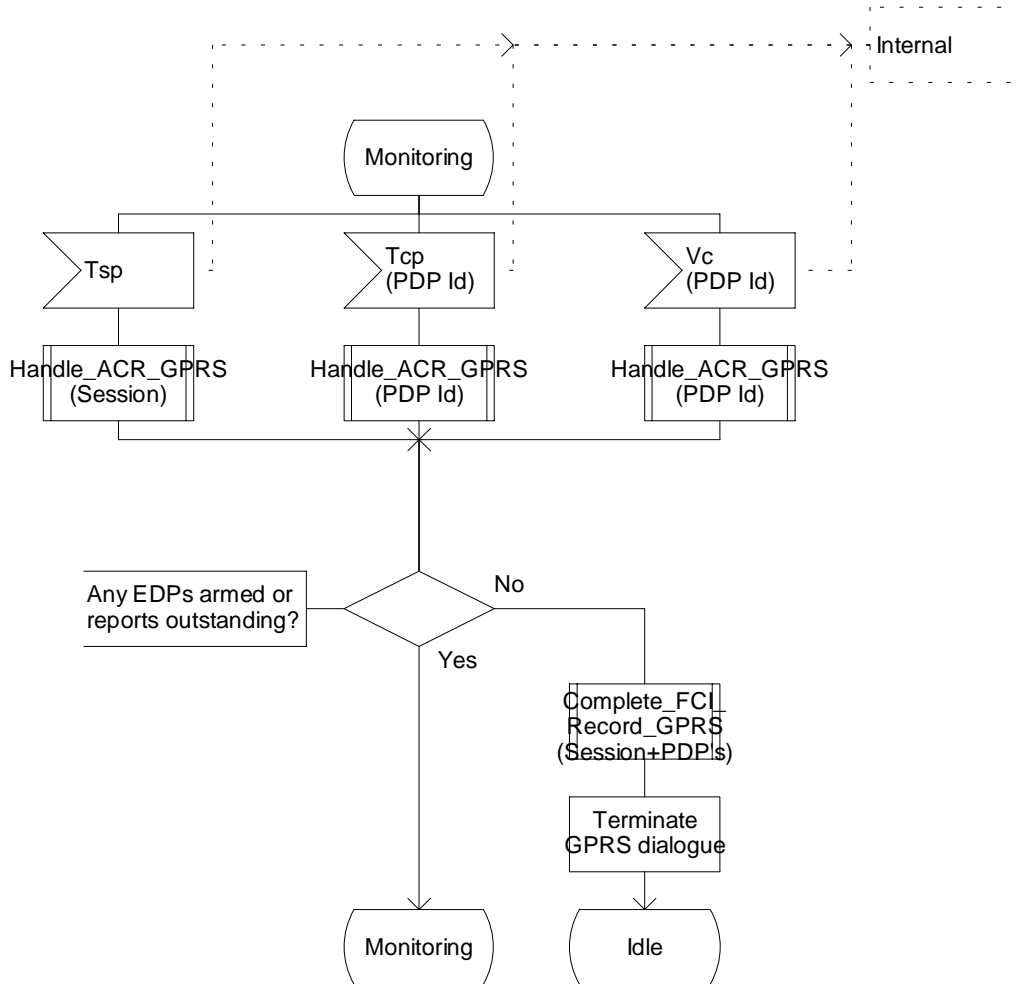 Internal
Monitoring
Tsp
Tcp
(PDP Id)
Vc
(PDP Id)
Handle_ACR_GPRS
(Session)
Handle_ACR_GPRS
(PDP Id)
Handle_ACR_GPRS
(PDP Id)
Any EDPs armed or
reports outstanding?
No
Yes
Complete_FCI_
Record_GPRS
(Session+PDP's)
Terminate
GPRS dialogue
Monitoring
Idle